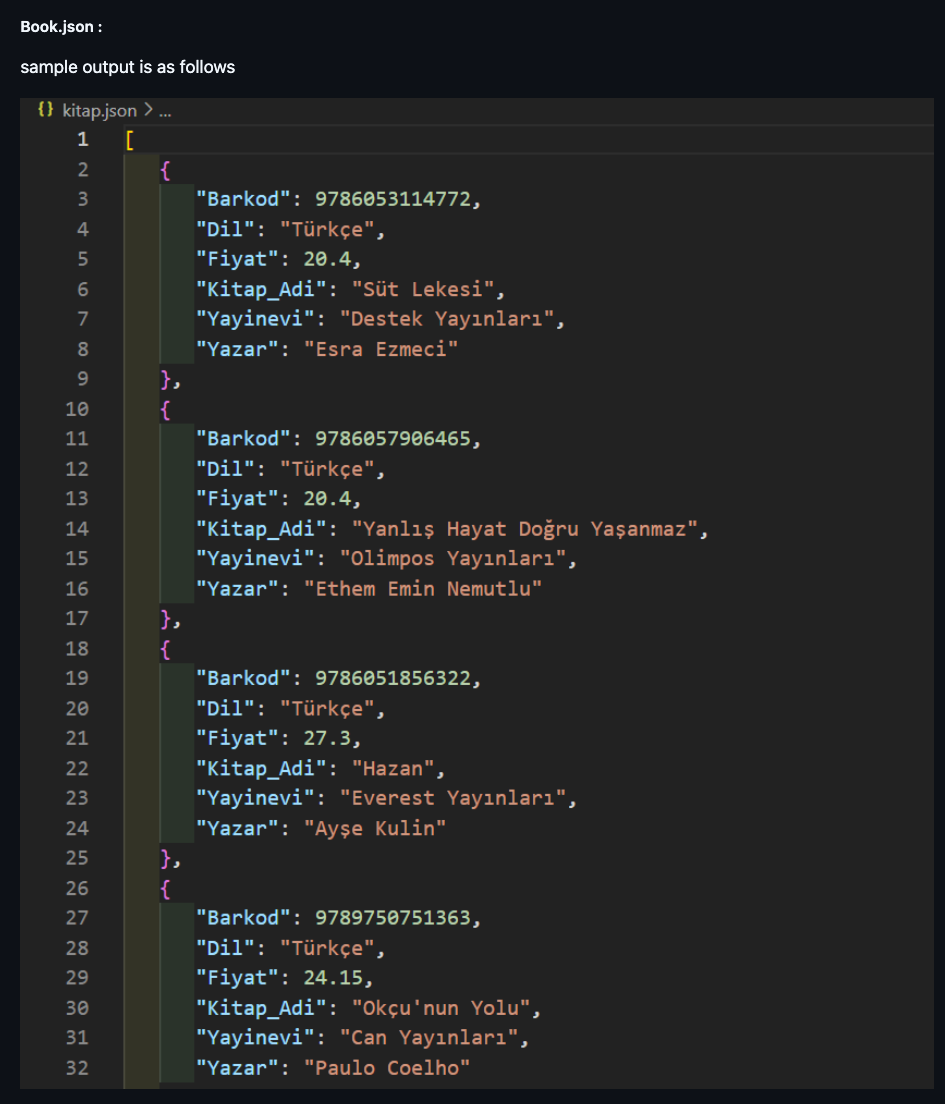 Book.json :
sample output is as follows
{} kitap.json > ...
1 [
2 {
3 "Barkod": 9786053114772,
4 "Dil": "Türkçe",
5 "Fiyat": 20.4,
6 "Kitap_Adi": "Süt Lekesi",
7 "Yayinevi": "Destek Yayınları",
8 "Yazar": "Esra Ezmeci"
9 },
10 {
11 "Barkod": 9786057906465,
12 "Dil": "Türkçe",
13 "Fiyat": 20.4,
14 "Kitap_Adi": "Yanlış Hayat Doğru Yaşanmaz",
15 "Yayinevi": "Olimpos Yayınları",
16 "Yazar": "Ethem Emin Nemutlu"
17 },
18 {
19 "Barkod": 9786051856322,
20 "Dil": "Türkçe",
21 "Fiyat": 27.3,
22 "Kitap_Adi": "Hazan",
23 "Yayinevi": "Everest Yayınları",
24 "Yazar": "Ayşe Kulin"
25 },
26 {
27 "Barkod": 9789750751363,
28 "Dil": "Türkçe",
29 "Fiyat": 24.15,
30 "Kitap_Adi": "Okçu'nun Yolu",
31 "Yayinevi": "Can Yayınları",
32 "Yazar": "Paulo Coelho"